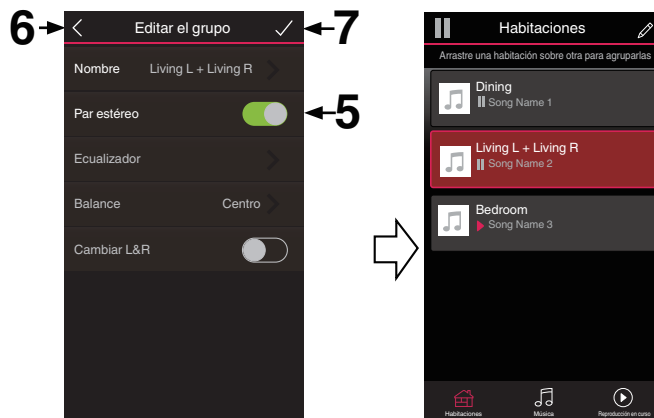 6
Editar el grupo
7
Nombre Living L + Living R
Par estéreo
5
Ecualizador
Balance Centro
Cambiar L&R
Habitaciones
Arrastre una habitación sobre otra para agruparlas
Dining
Song Name 1
Living L + Living R
Song Name 2
Bedroom
Song Name 3
Habitaciones Música Reproducción en curso